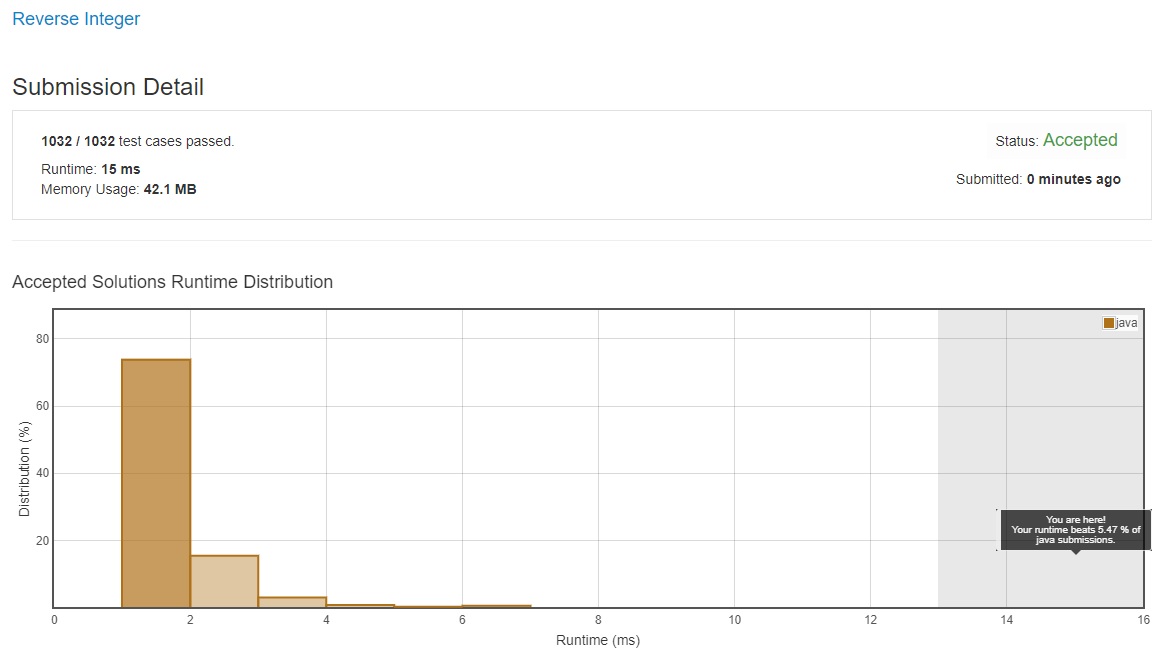 Reverse Integer
Submission Detail
1032 / 1032 test cases passed.
Status: Accepted
Runtime: 15 ms
Submitted: 0 minutes ago
Memory Usage: 42.1 MB
Accepted Solutions Runtime Distribution
java
80
60
40
20
Distribution (%)
You are here!
Your runtime beats 5.47 % of
java submissions.
0 2 4 6 8 10 12 14 16
Runtime (ms)